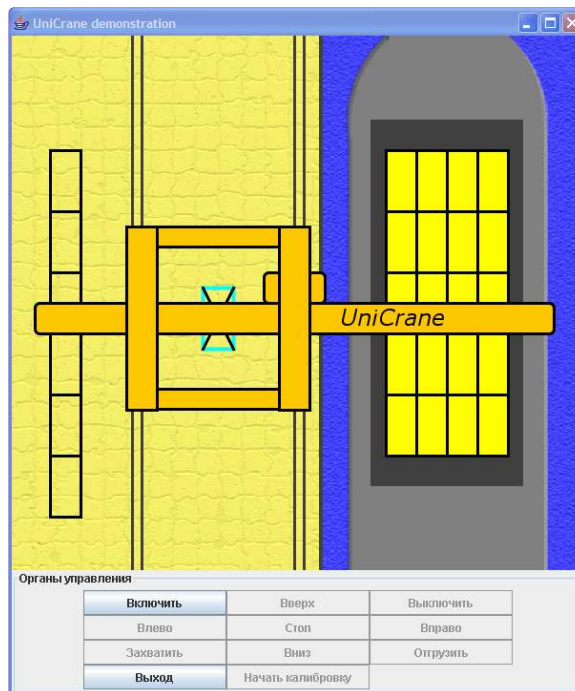 UniCrane demonstration
UniCrane
Органы управления
Включить Вверх Выключить
Влево Стоп Вправо
Захватить Вниз Отгрузить
Выход Начать калибровку